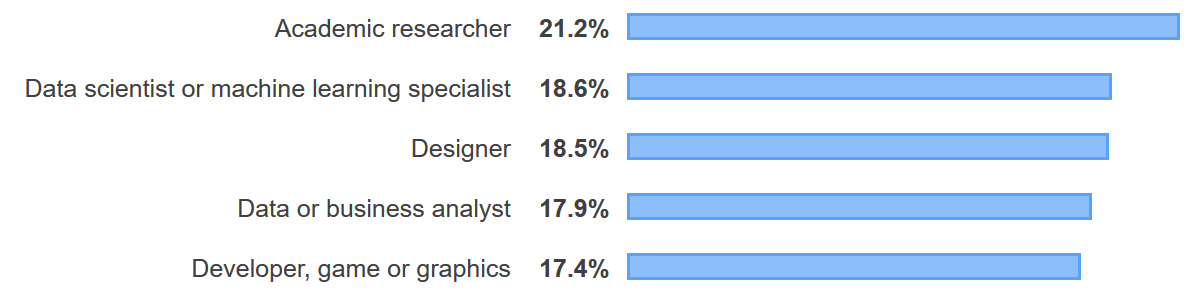 Academic researcher 21.2%
Data scientist or machine learning specialist 18.6%
Designer 18.5%
Data or business analyst 17.9%
Developer, game or graphics 17.4%